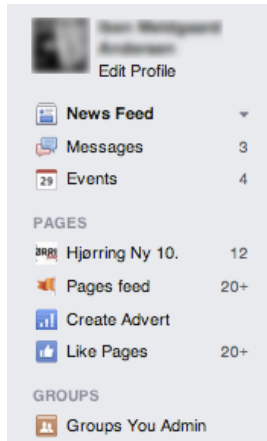 Edit Profile
News Feed
Messages 3
29 Events 4
PAGES
Hjørring Ny 10. 12
Pages feed 20+
Create Advert
Like Pages 20+
GROUPS
Groups You Admin